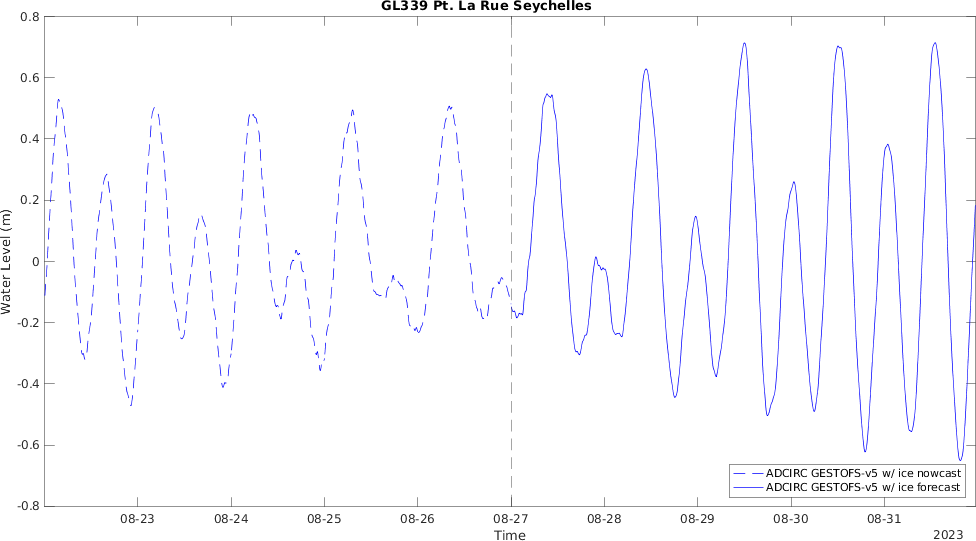 GL339 Pt. La Rue Seychelles
0.8
0.6
0.4
0.2
0
-0.2
-0.4
-0.6
-0.8
Water Level (m)
ADCIRC GESTOFS-v5 w/ ice nowcast
ADCIRC GESTOFS-v5 w/ ice forecast
08-23 08-24 08-25 08-26 08-27 08-28 08-29 08-30 08-31
Time
2023